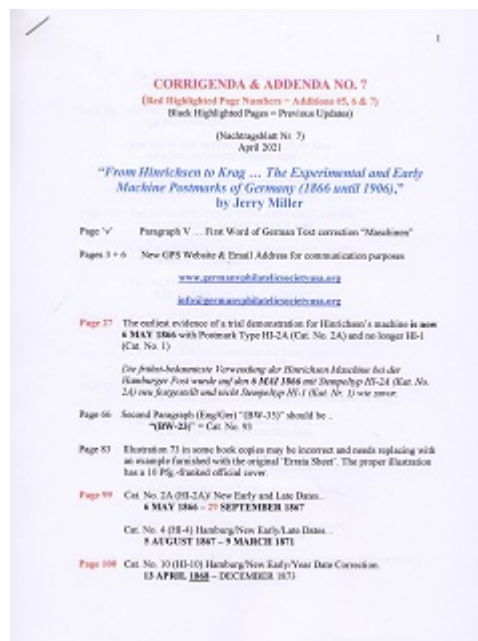 1
CORRIGENDA & ADDENDA NO. 7
(Red Highlighted Page Numbers = Additions #5, 6 & 7)
Black Highlighted Pages = Previous Updates)
(Nachtragsblatt Nr. 7)
April 2021
“From Hinrichsen to Krag … The Experimental and Early
Machine Postmarks of Germany (1866 until 1906),”
by Jerry Miller
Page ‘v’ Paragraph V … First Word of German Text correction “Maschinen”
Pages 3 + 6 New GPS Website & Email Address for communication purposes
www.germanyphilatelicsocietyusa.org
info@germanyphilatelicsocietyusa.org
Page 27 The earliest evidence of a trial demonstration for Hinrichsen's machine is now
6 MAY 1866 with Postmark Type HI-2A (Cat. No. 2A) and no longer HI-1
(Cat. No. 1)
Die frühst-bekannteste Verwendung der Hinrichsen Maschine bei der
Hamburger Post wurde auf den 6 MAI 1866 mit Stempeltyp HI-2A (Kat. No.
2A) neu festgestellt und nicht Stempeltyp HI-1 (Kat. Nr. 1) wie zuvor.
Page 66 Second Paragraph (Eng/Ger) “(BW-35)” should be ..
“(BW-23)” = Cat. No. 93
Page 83 Illustration 73 in some book copies may be incorrect and needs replacing with
an example furnished with the original ‘Errata Sheet’. The proper illustration
has a 10 Pfg.-franked official cover.
Page 99 Cat. No. 2A (HI-2A)/ New Early and Late Dates...
6 MAY 1866 – 29 SEPTEMBER 1867
Cat. No. 4 (HI-4) Hamburg/New Early/Late Dates...
5 AUGUST 1867 – 9 MARCH 1871
Page 100 Cat. No. 10 (HI-10) Hamburg/New Early/Year Date Correction.
13 APRIL 1868 – DECEMBER 1873